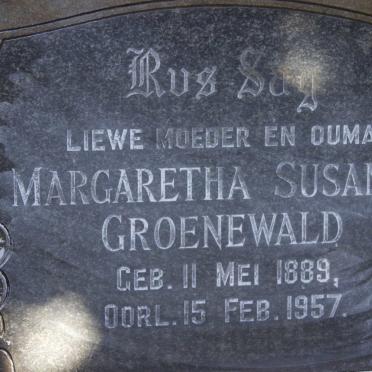 Rus Sag
LIEWE MOEDER EN OUMA
MARGARETHA SUSAN
GROENEWALD
GEB. 11 MEI 1889,
OORL. 15 FEB. 1957.